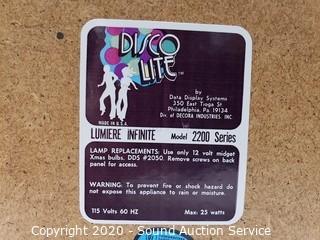 DISCO
LITE™
by
Data Display Systems
350 East Tioga St
Philadelphia, Pa 19134
Div. of DECORA INDUSTRIES, INC.
MADE IN U.S.A.
LUMIERE INFINITE Model 2200 Series
LAMP REPLACEMENTS: Use only 12 volt midget
Xmas bulbs. DDS #2050. Remove screws on back
panel for access.
WARNING: To prevent fire or shock hazard do
not expose this appliance to rain or moisture.
115 Volts 60 HZ Max: 25 watts
Copyright 2020 - Sound Auction Service